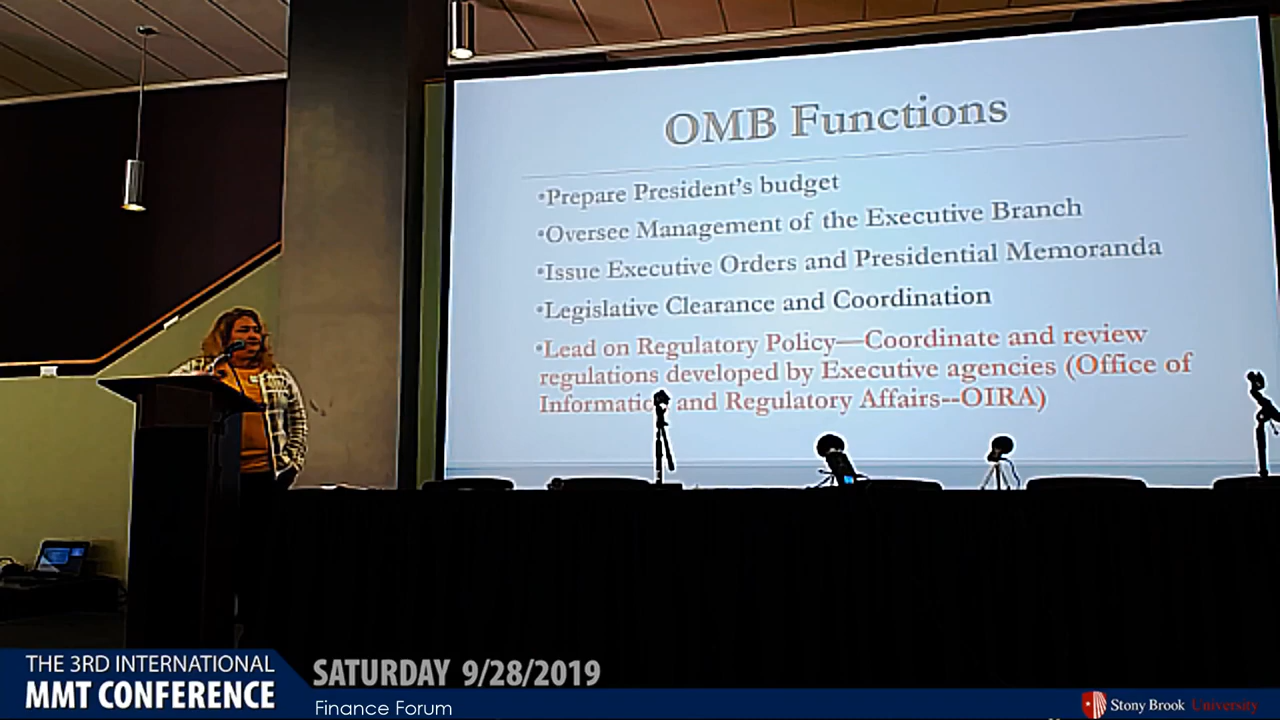 OMB Functions
•Prepare President's budget
•Oversee Management of the Executive Branch
•Issue Executive Orders and Presidential Memoranda
•Legislative Clearance and Coordination
•Lead on Regulatory Policy—Coordinate and review
regulations developed by Executive agencies (Office of
and Regulatory Affairs--OIRA)
THE 3RD INTERNATIONAL
MMT CONFERENCE
SATURDAY 9/28/2019
Finance Forum
Stony Brook University